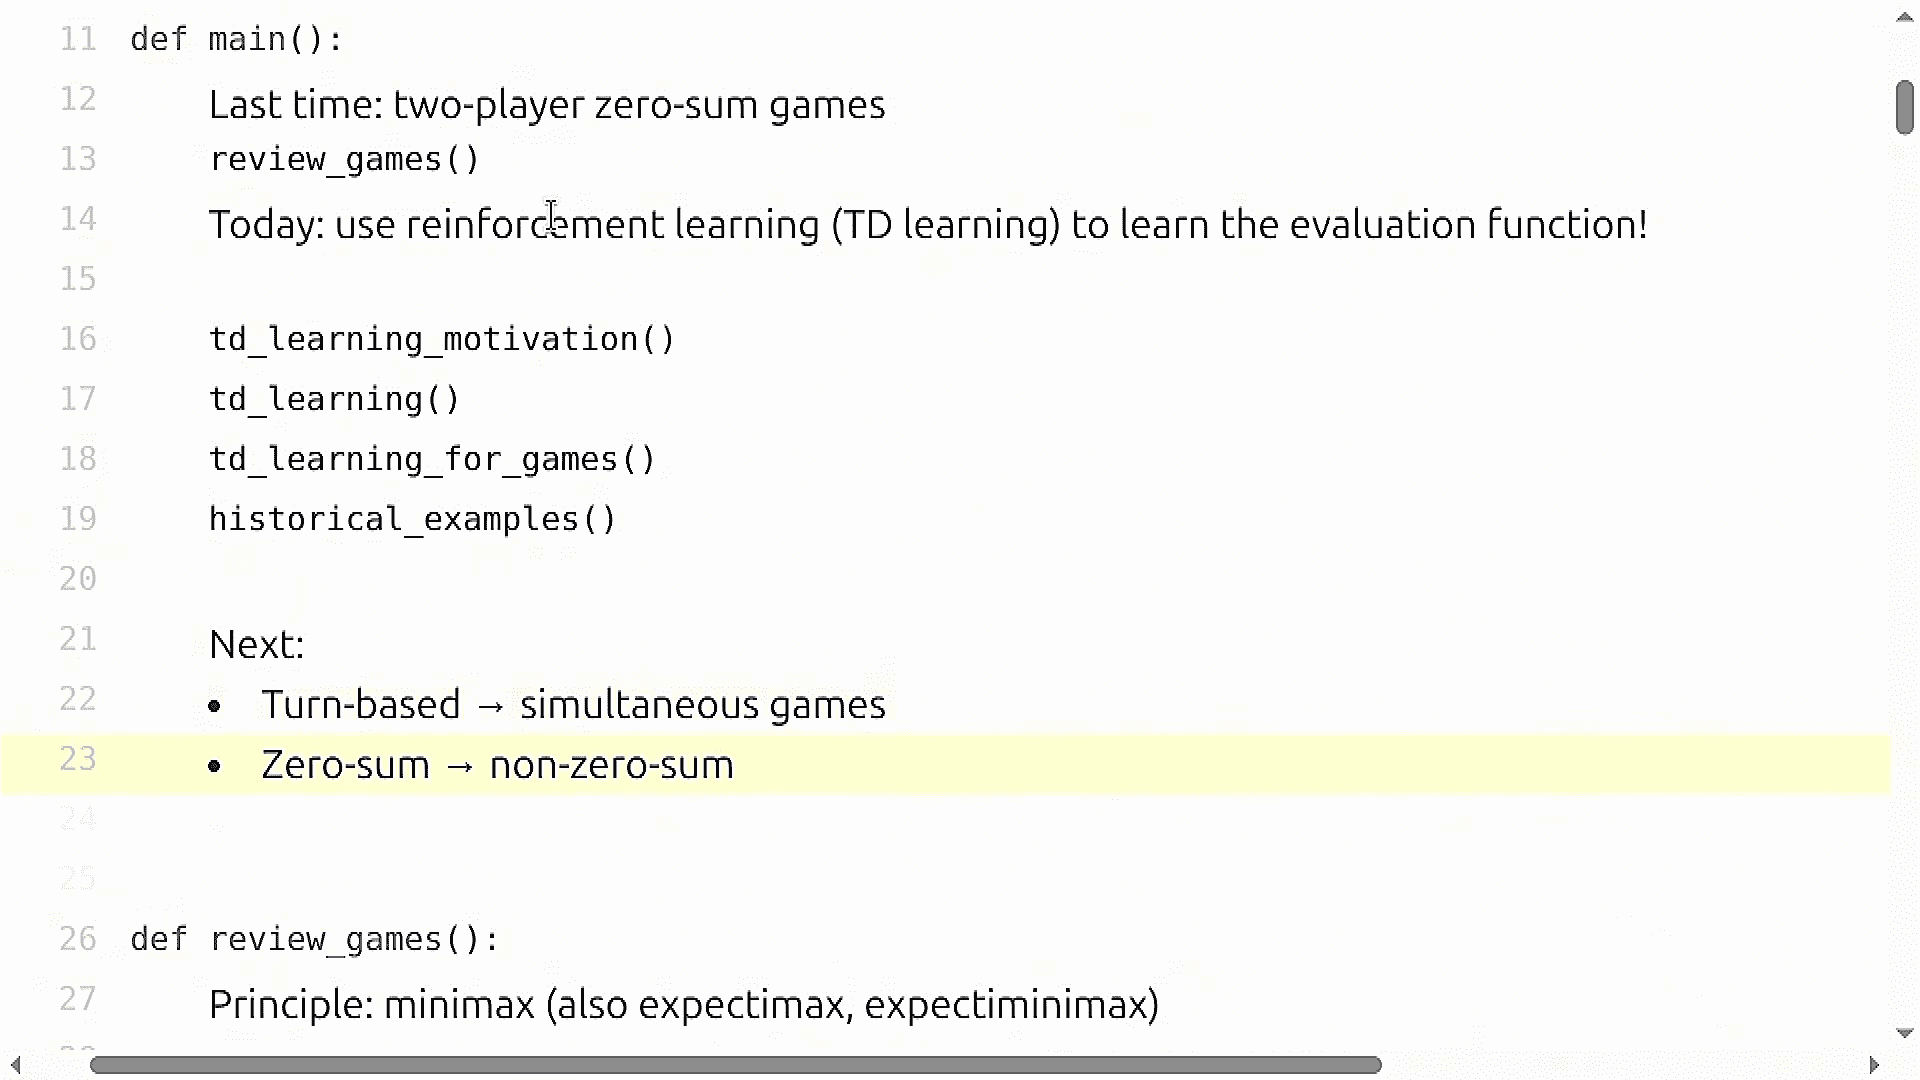 11 def main():
12 Last time: two-player zero-sum games
13 review_games()
14 Today: use reinforcement learning (TD learning) to learn the evaluation function!
15
16 td_learning_motivation()
17 td_learning()
18 td_learning_for_games()
19 historical_examples()
20
21 Next:
22 • Turn-based → simultaneous games
23 • Zero-sum → non-zero-sum
24
25
26 def review_games():
27 Principle: minimax (also expectimax, expectiminimax)